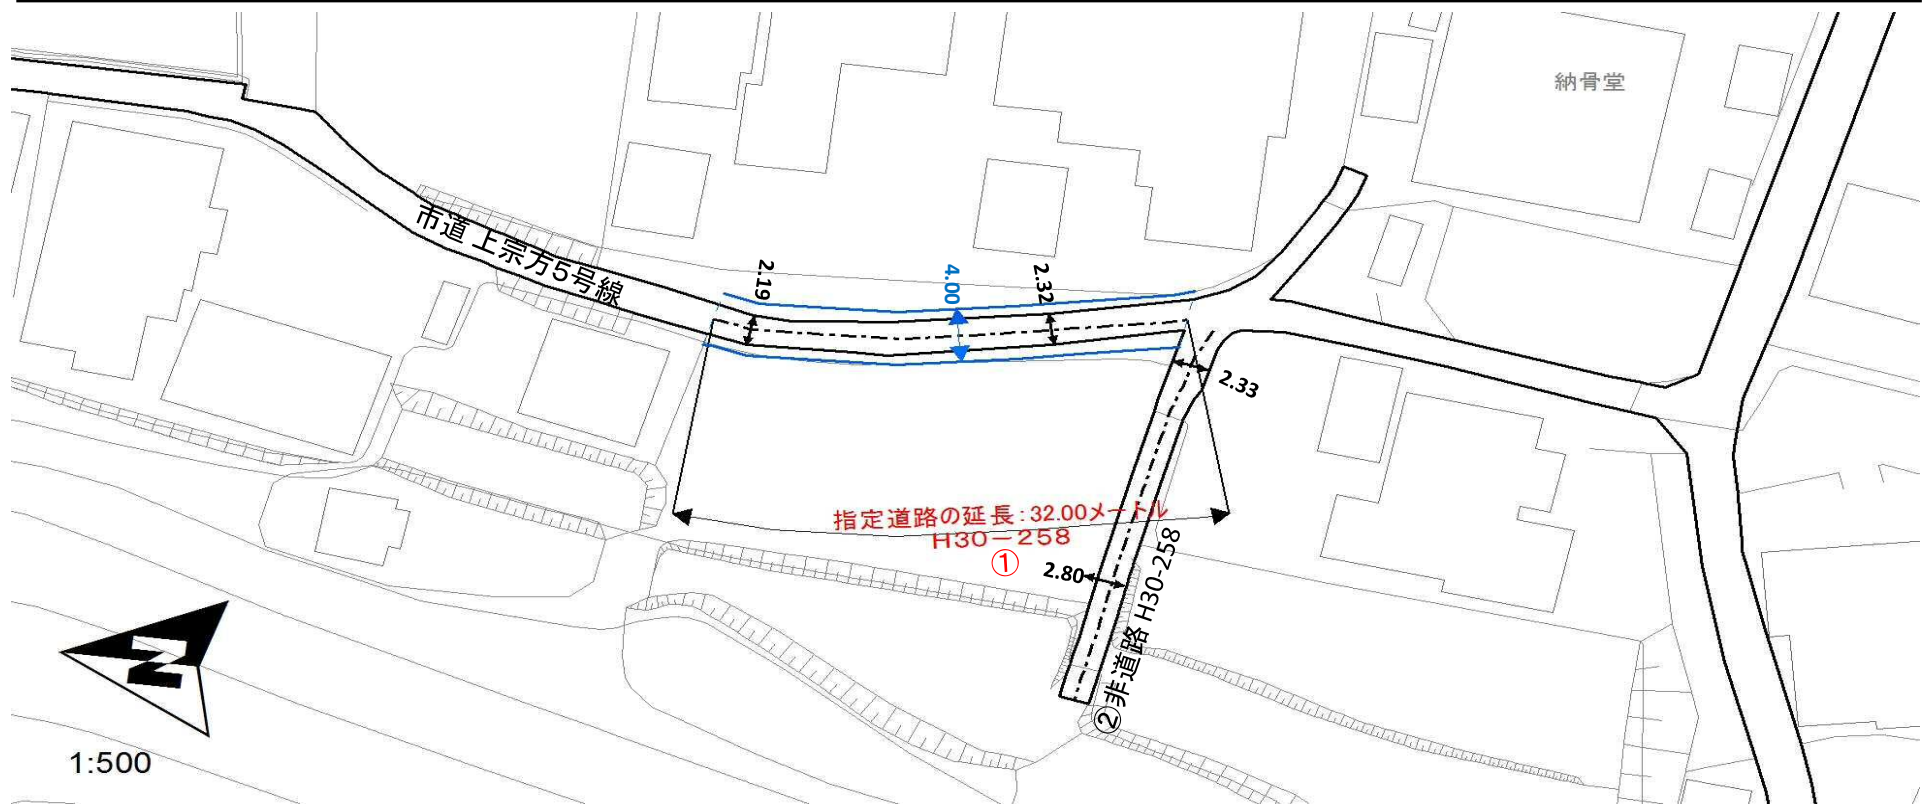 納骨堂
市道 上宗方5号線
2.19
4.00
2.32
2.33
指定道路の延長:32.00メートル
H30-258
①
2.80
②非道路 H30-258
N
1:500